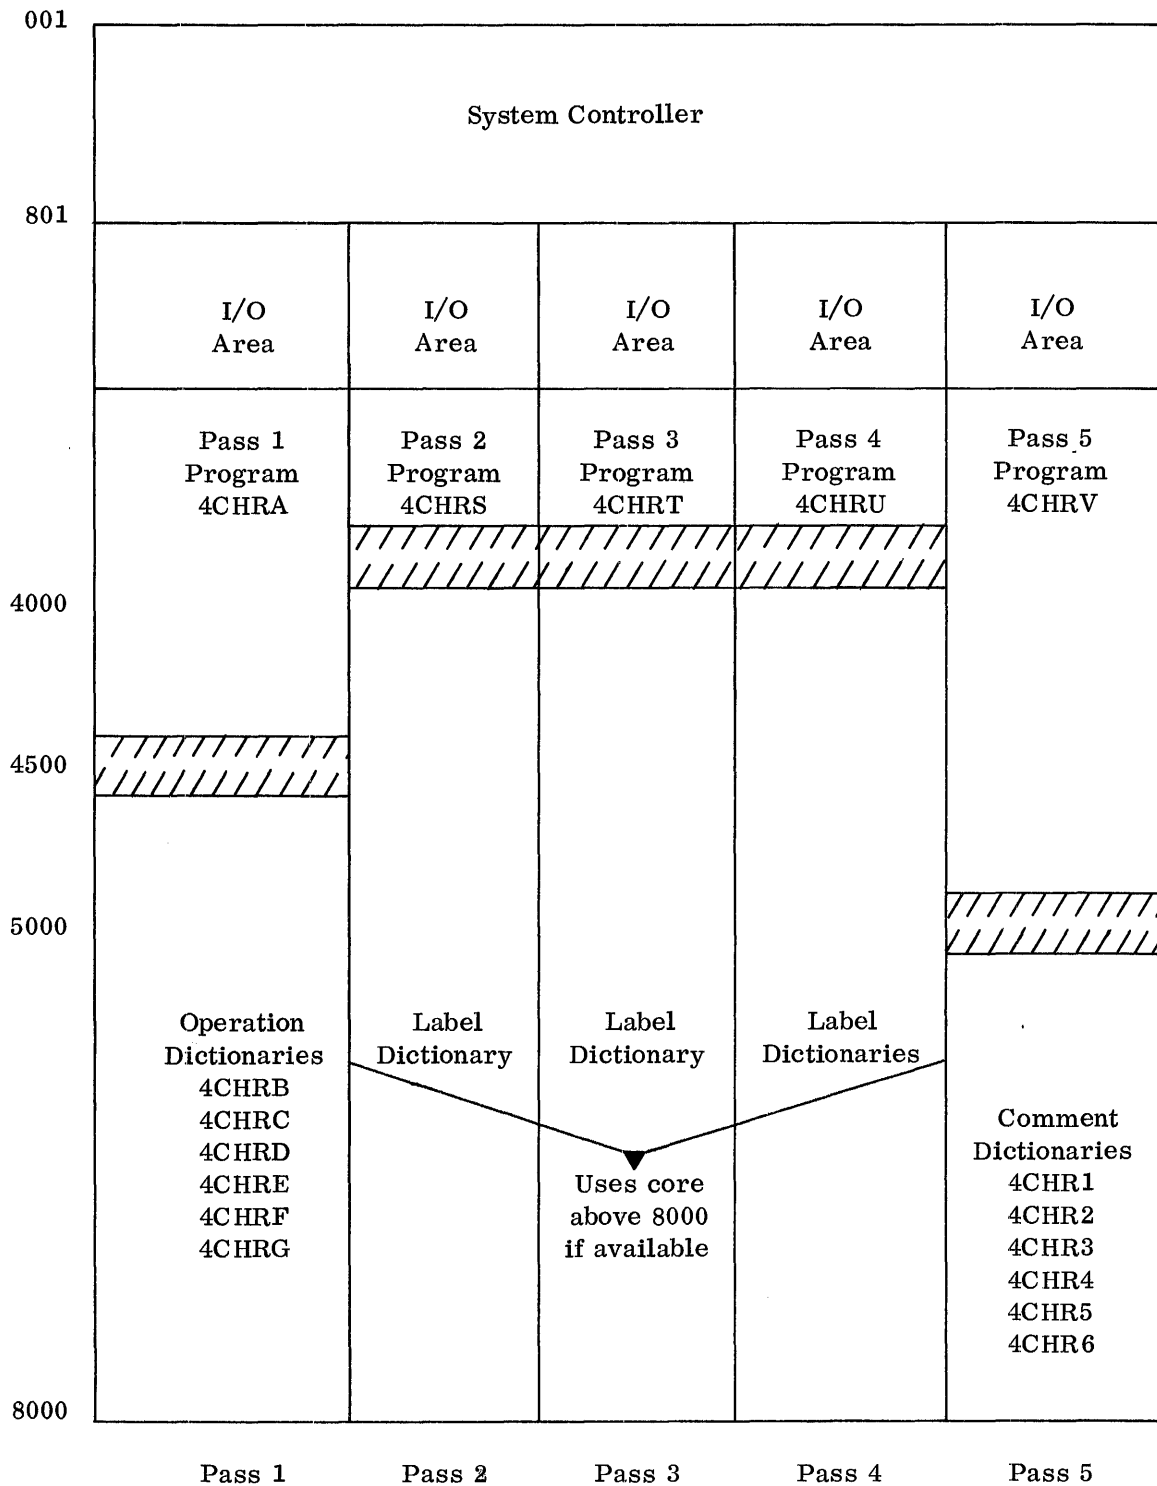 001
System Controller
801
I/O
Area
I/O
Area
I/O
Area
I/O
Area
I/O
Area
Pass 1
Program
4CHRA
Pass 2
Program
4CHRS
Pass 3
Program
4CHRT
Pass 4
Program
4CHRU
Pass 5
Program
4CHRV
4000
4500
5000
Operation
Dictionaries
4CHRB
4CHRC
4CHRD
4CHRE
4CHRF
4CHRG
Label
Dictionary
Label
Dictionary
Label
Dictionaries
Uses core
above 8000
if available
Comment
Dictionaries
4CHR1
4CHR2
4CHR3
4CHR4
4CHR5
4CHR6
8000
Pass 1
Pass 2
Pass 3
Pass 4
Pass 5